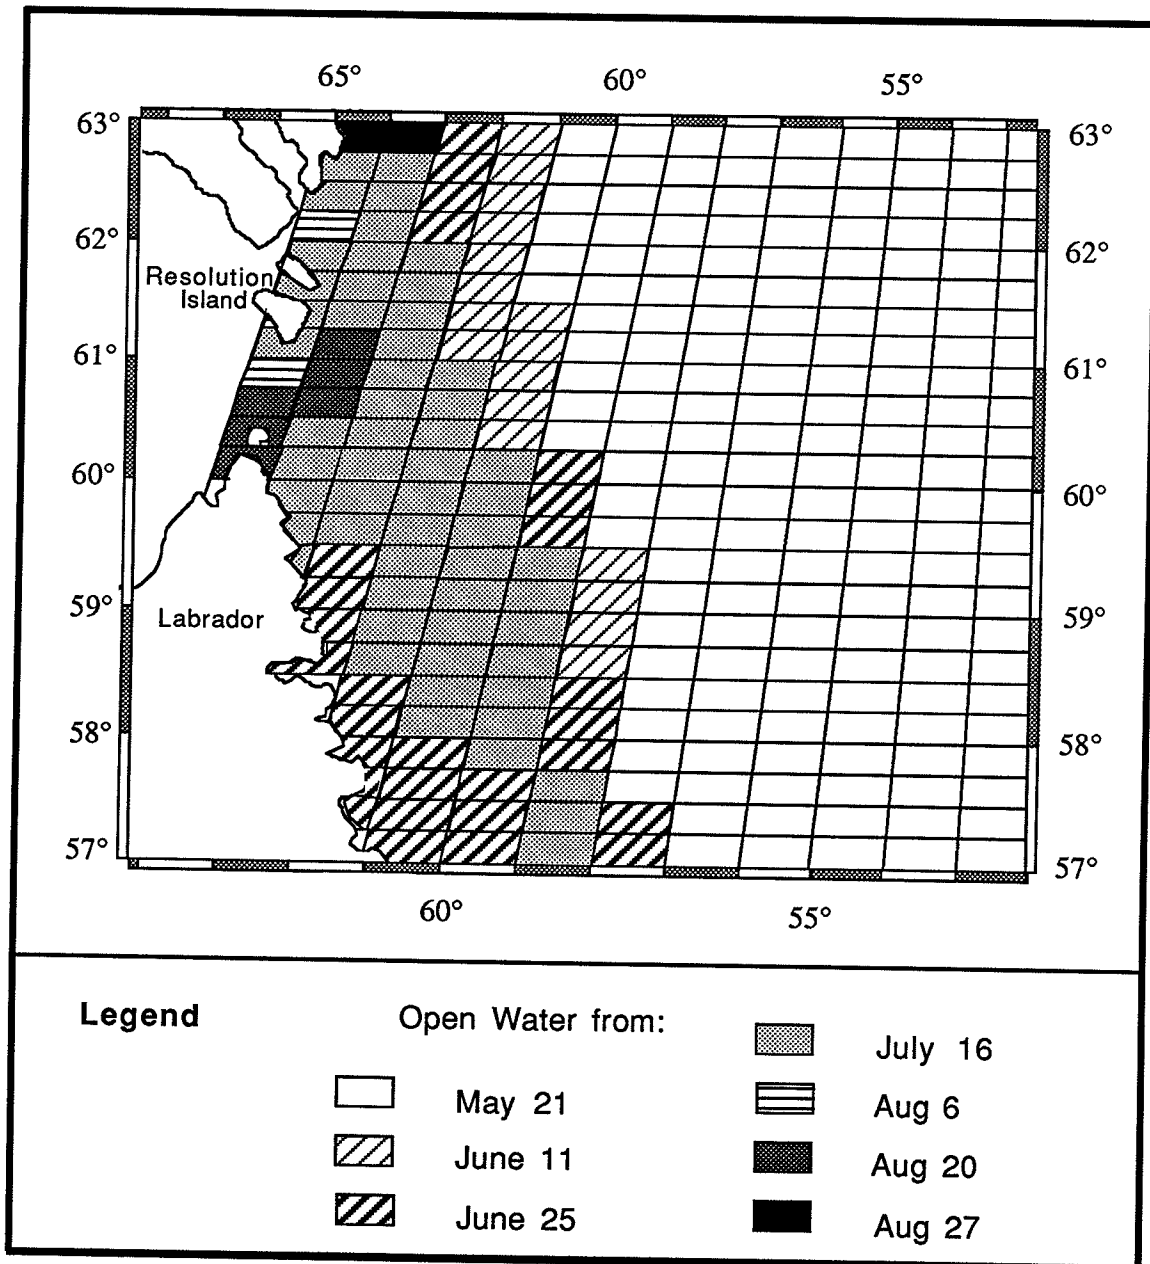 65° 60° 55°
63° 63°
62° 62°
Resolution
Island
61° 61°
60° 60°
59° 59°
Labrador
58° 58°
57° 57°
60° 55°
Legend Open Water from:
May 21
June 11
June 25
July 16
Aug 6
Aug 20
Aug 27